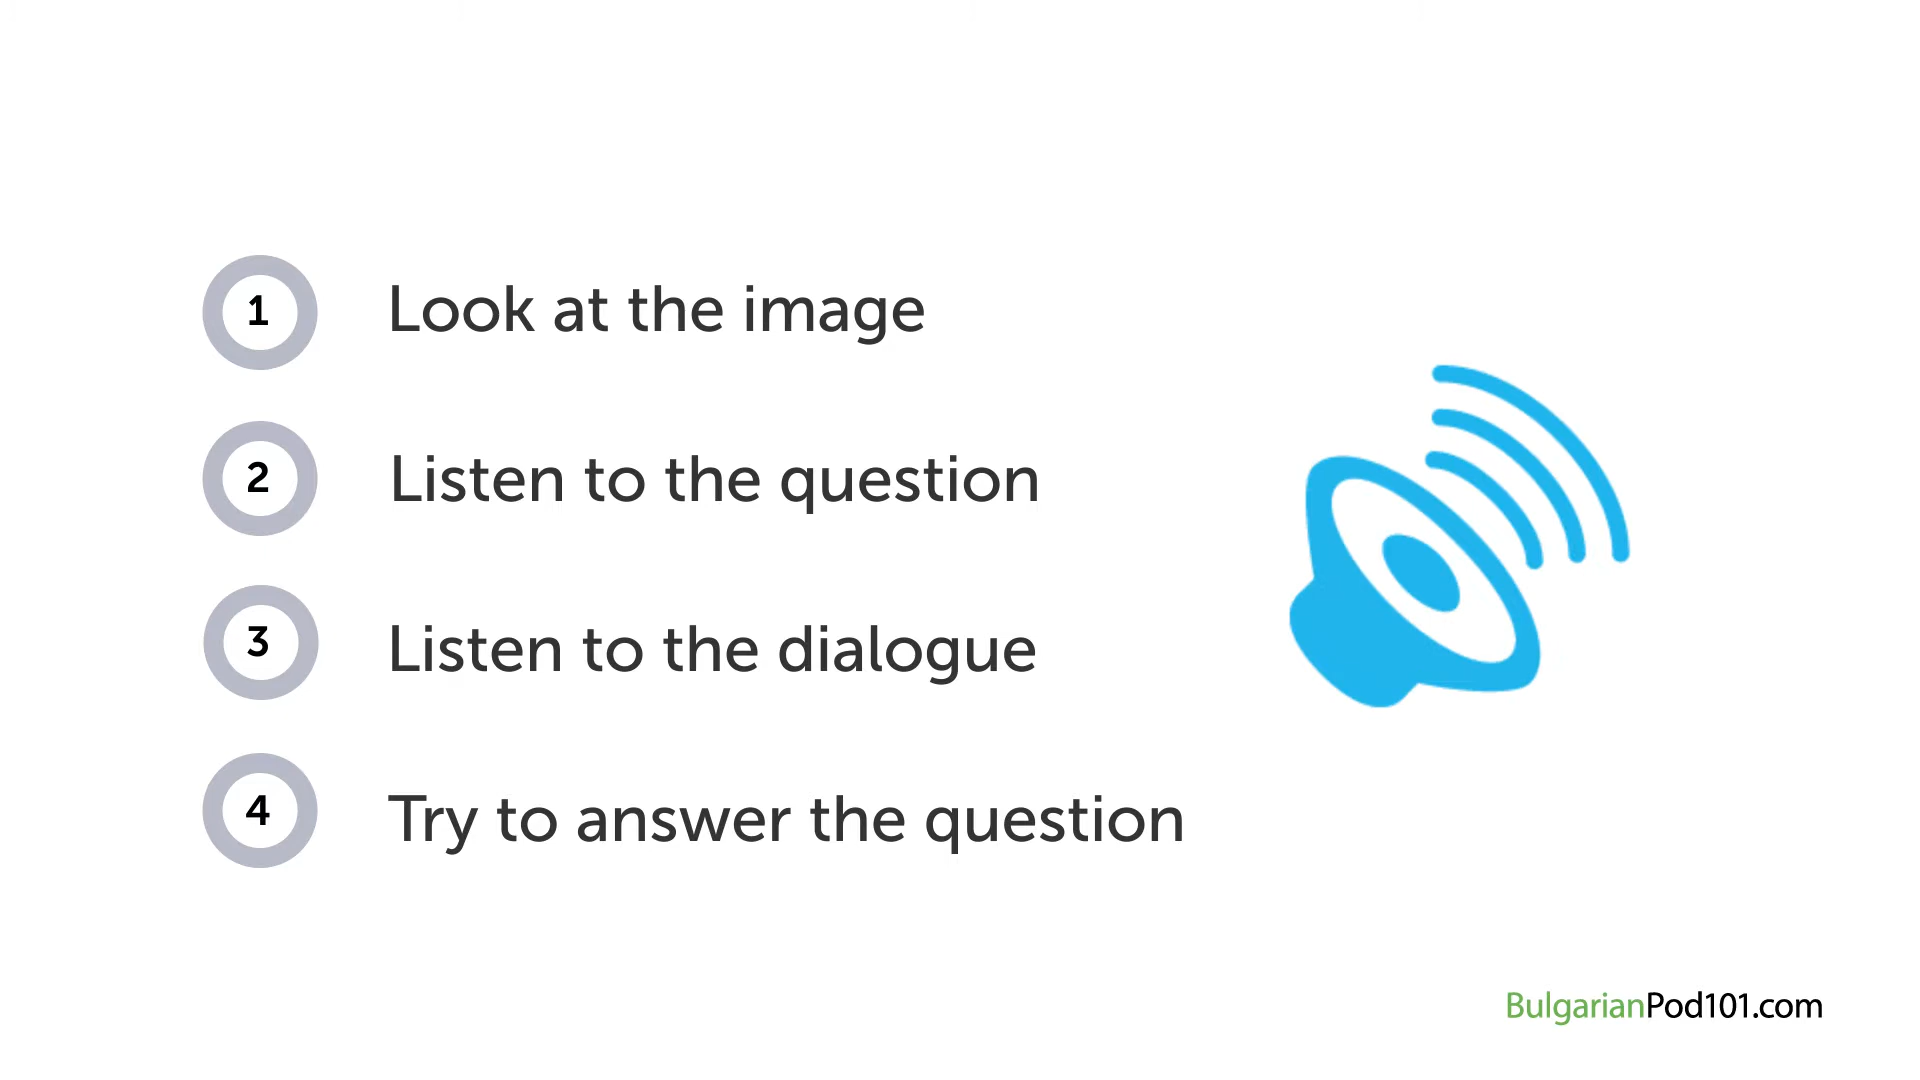 1 Look at the image
2 Listen to the question
3 Listen to the dialogue
4 Try to answer the question
BulgarianPod101.com